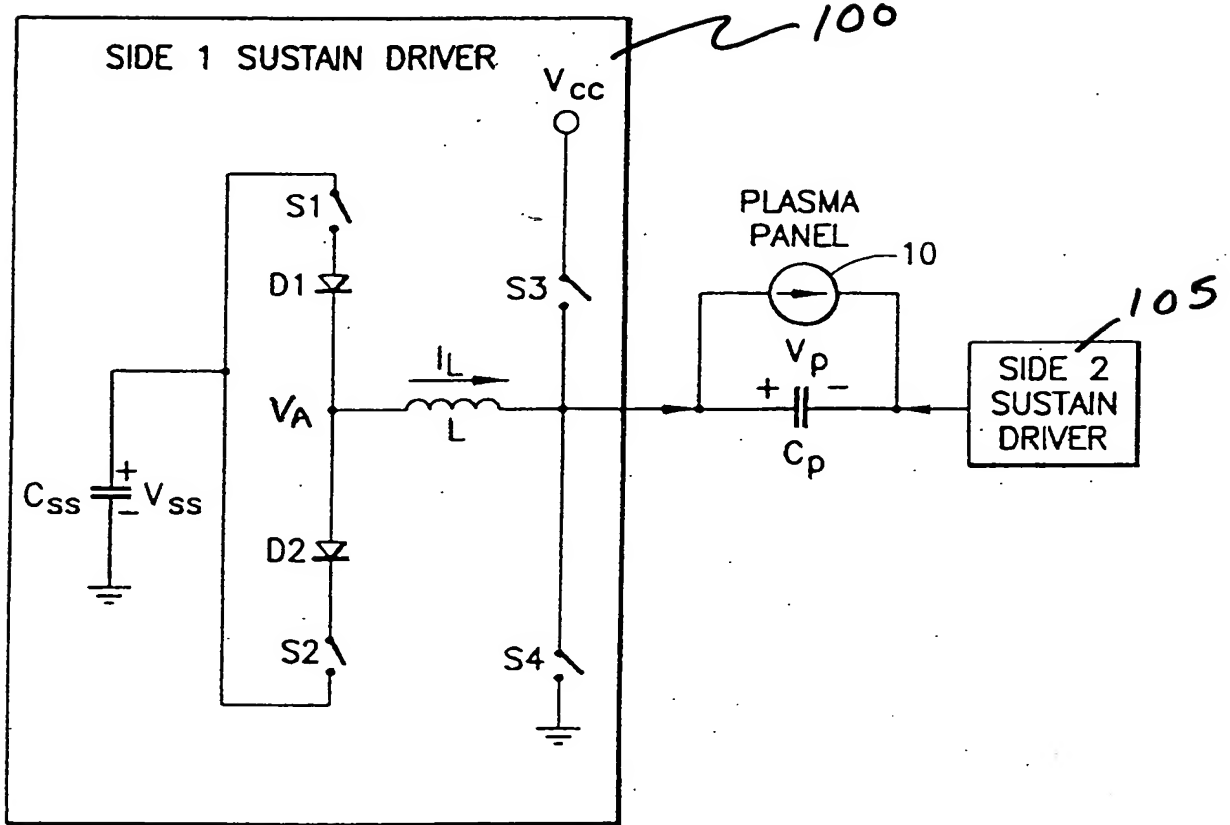 100
SIDE 1 SUSTAIN DRIVER
VCC
S1
PLASMA
PANEL
10
D1
S3
105
IL
VP
SIDE 2
SUSTAIN
DRIVER
VA
L
+ -
CP
CSS
+
-
VSS
D2
S2
S4